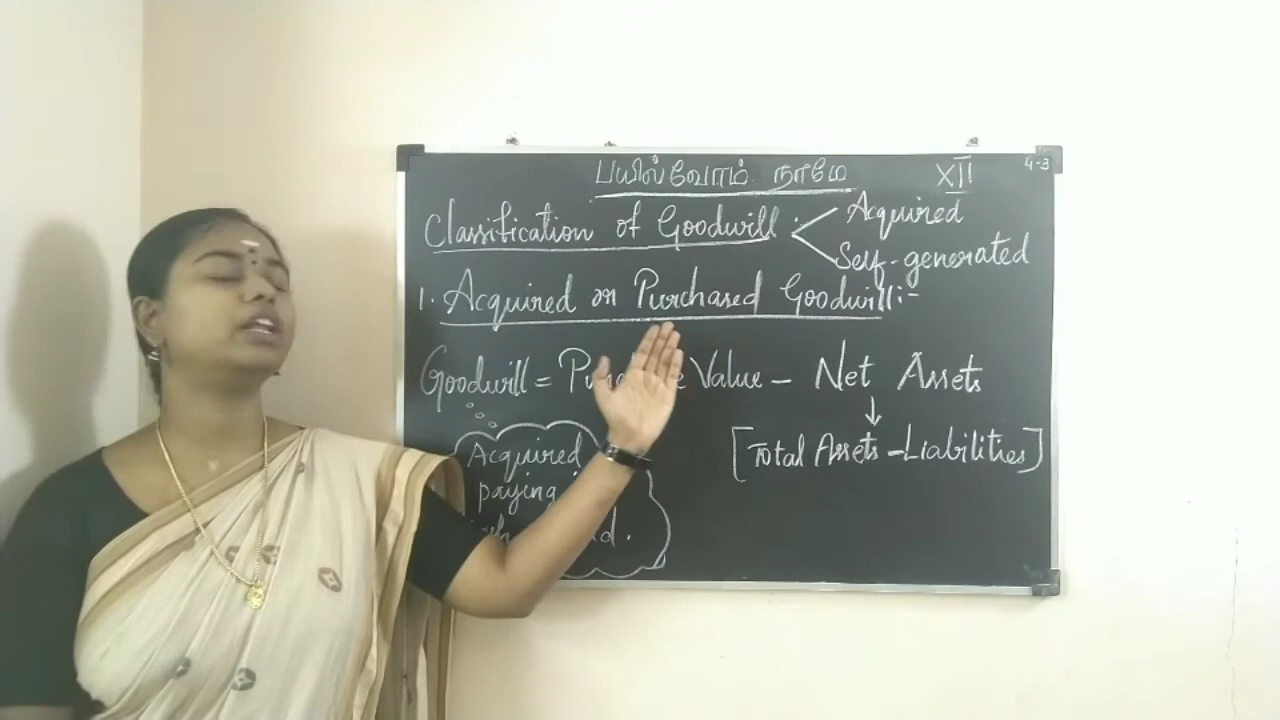 பயில்வோம் நாமே XII 4-3
Classification of Goodwill : Acquired
Self-generated
1. Acquired or Purchased Goodwill:-
Goodwill = Value - Net Assets
[Total Assets - Liabilities]
Acquired
paying